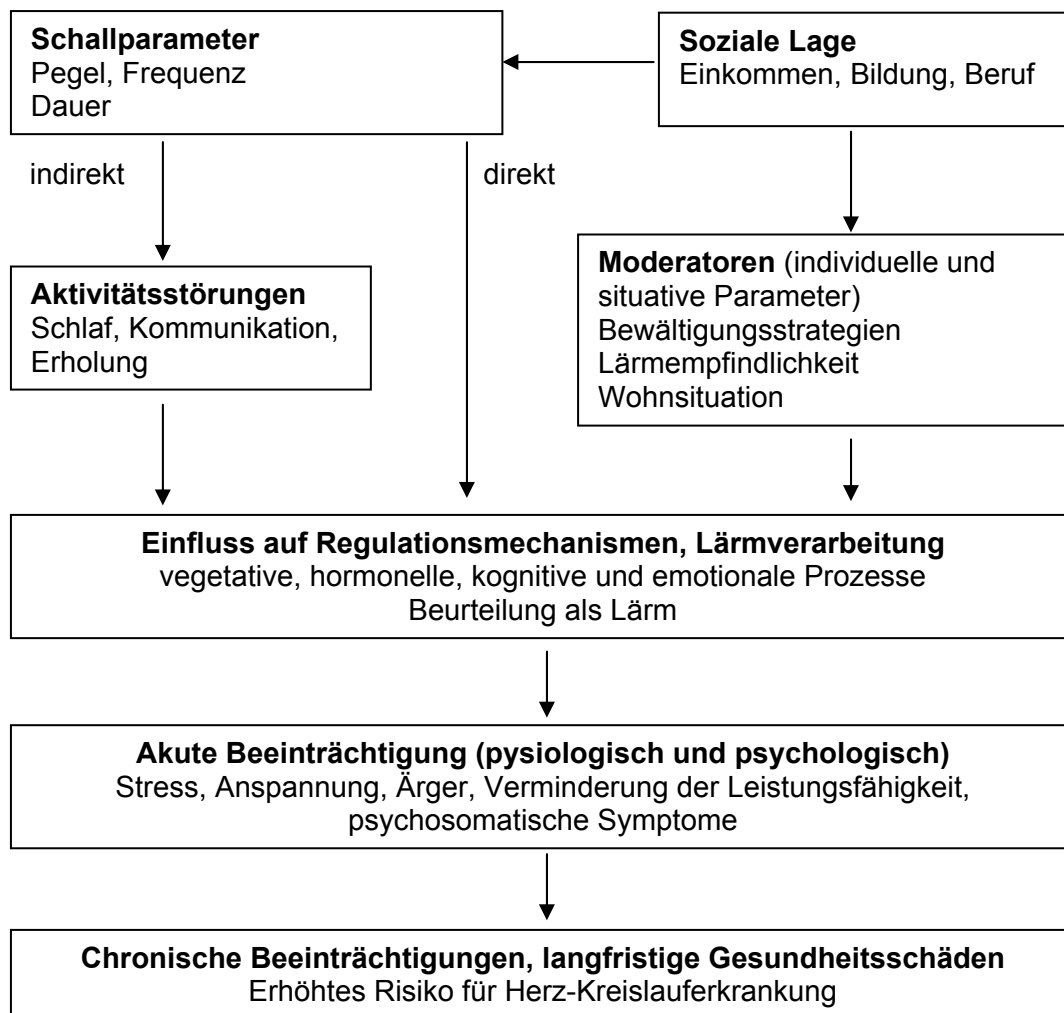 Schallparameter
Pegel, Frequenz
Dauer
Soziale Lage
Einkommen, Bildung, Beruf
indirekt
direkt
Aktivitätsstörungen
Schlaf, Kommunikation,
Erholung
Moderatoren (individuelle und
situative Parameter)
Bewältigungsstrategien
Lärmempfindlichkeit
Wohnsituation
Einfluss auf Regulationsmechanismen, Lärmverarbeitung
vegetative, hormonelle, kognitive und emotionale Prozesse
Beurteilung als Lärm
Akute Beeinträchtigung (pysiologisch und psychologisch)
Stress, Anspannung, Ärger, Verminderung der Leistungsfähigkeit,
psychosomatische Symptome
Chronische Beeinträchtigungen, langfristige Gesundheitsschäden
Erhöhtes Risiko für Herz-Kreislauferkrankung